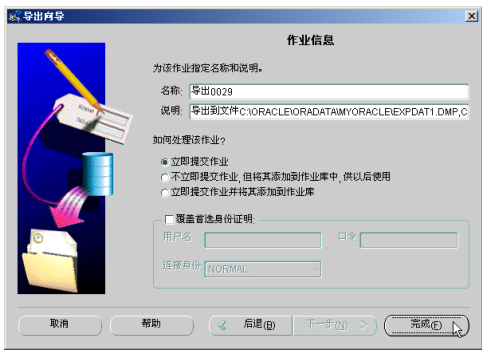 导出向导
作业信息
为该作业指定名称和说明。
名称: 导出0029
说明: 导出到文件C:\ORACLE\ORADATA\MYORACLE\EXPDAT1.DMP,C
如何处理该作业?
立即提交作业
不立即提交作业, 但将其添加到作业库中, 供以后使用
立即提交作业并将其添加到作业库
覆盖首选身份证明:
用户名: 口令:
连接身份: NORMAL
取消 帮助 后退(B) 下一步(N) 完成(F)